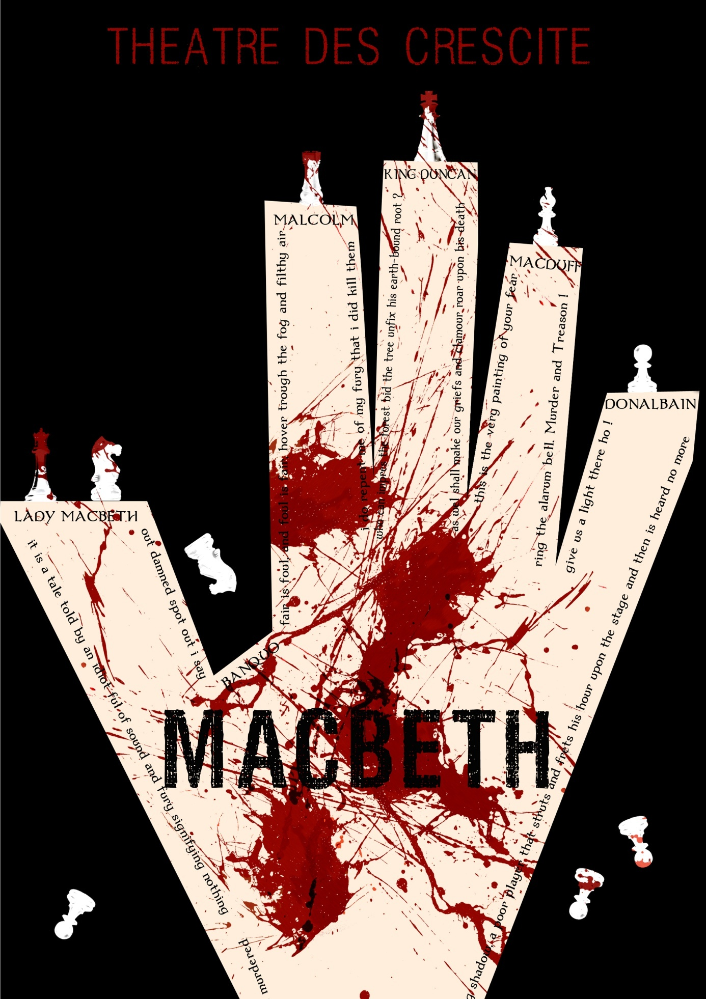 THEATRE DES CRESCITE
KING DUNCAN
MALCOLM
MACDUFF
DONALBAIN
LADY MACBETH
BANQUO
MACBETH
it is a tale told by an idiot ful of sound and fury signifying nothing
out damned spot out i say
fair is foul, and foul is fair hover trough the fog and filthy air
i do repent me of my fury that i did kill them
who can impres the forest bid the tree unfix his earth-bound root ?
as wel shall make our griefs and clamour roar upon his death
this is the very painting of your fear
ring the alarum bell. Murder and Treason !
give us a light there ho !
g shadow, a poor player that struts and frets his hour upon the stage and then is heard no more
murdered